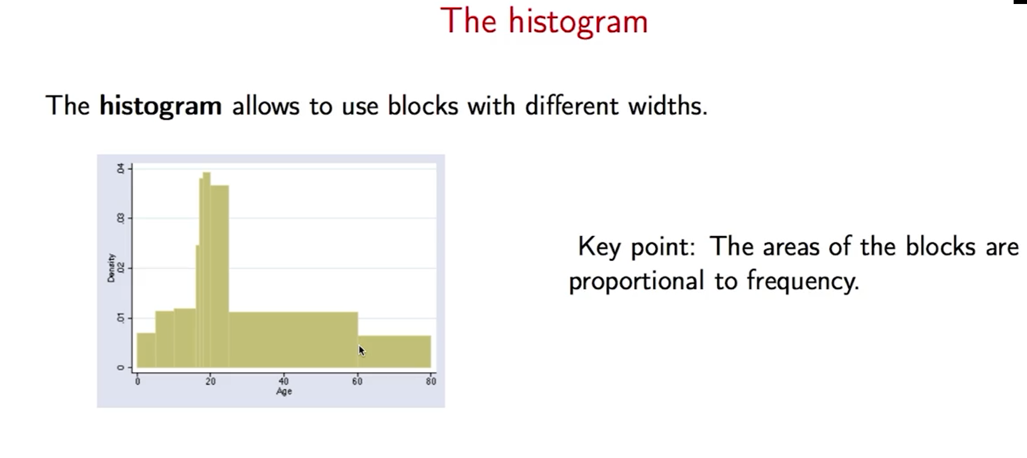 The histogram
The histogram allows to use blocks with different widths.
.04
.03
.02
.01
0
Density
0 20 40 60 80
Age
Key point: The areas of the blocks are
proportional to frequency.